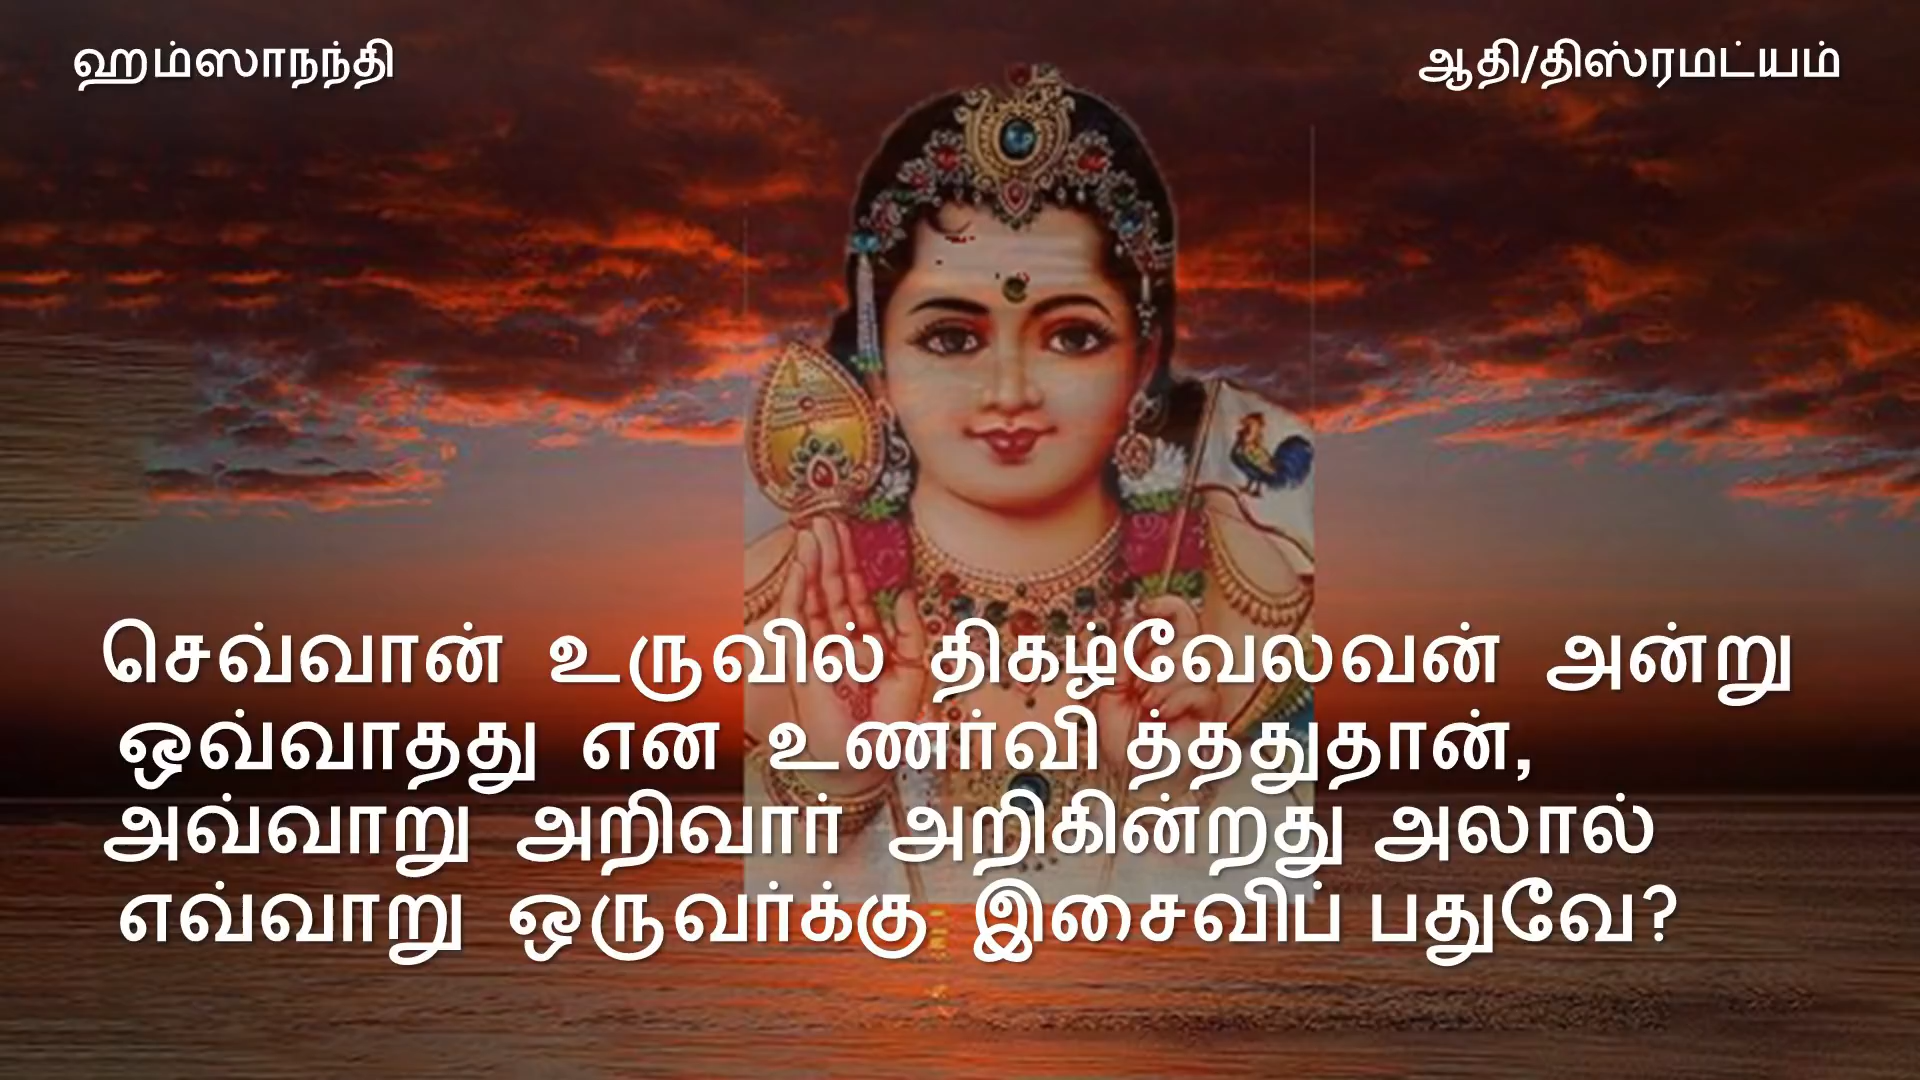 ஹம்ஸாநந்தி
ஆதி/திஸ்ரமட்யம்
செவ்வான் உருவில் திகழ்வேலவன் அன்று
ஒவ்வாதது என உணர்வி த்ததுதான்,
அவ்வாறு அறிவார் அறிகின்றது அலால்
எவ்வாறு ஒருவர்க்கு இசைவிப் பதுவே?